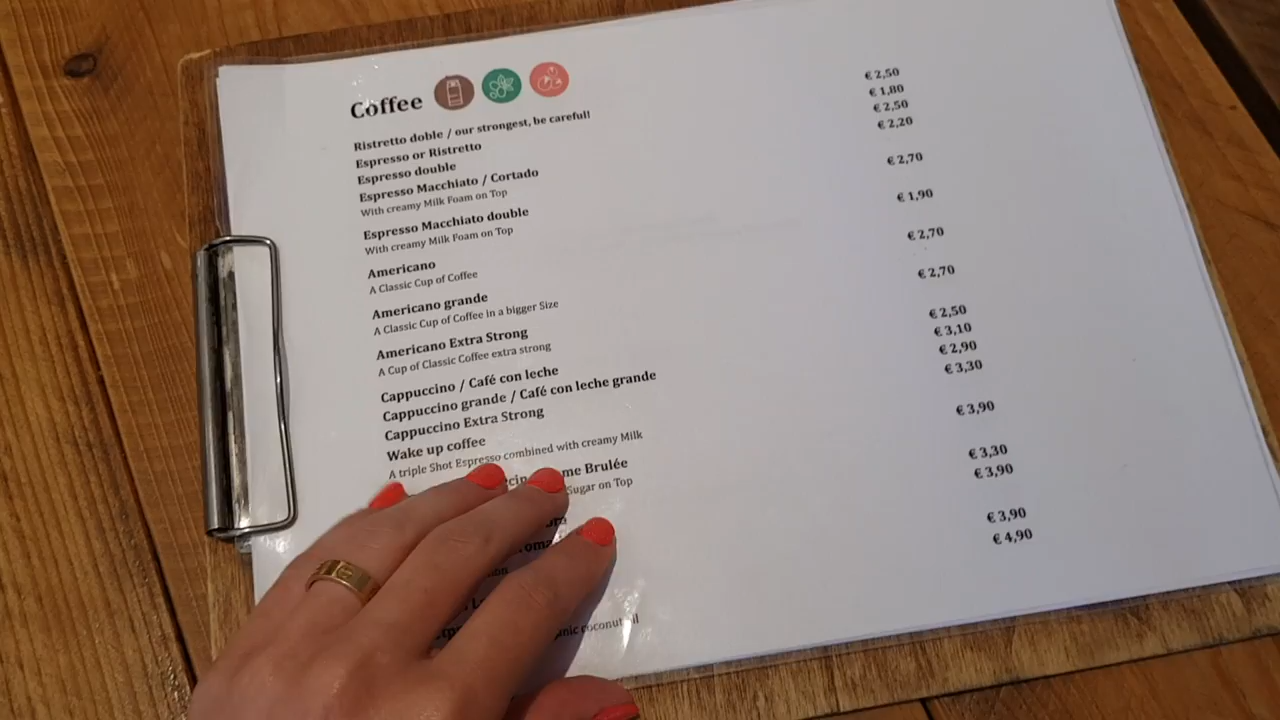 Coffee
Ristretto doble / our strongest, be careful! € 2,50
Espresso or Ristretto € 1,80
Espresso double € 2,50
Espresso Macchiato / Cortado € 2,20
With creamy Milk Foam on Top
Espresso Macchiato double € 2,70
With creamy Milk Foam on Top
Americano € 1,90
A Classic Cup of Coffee
Americano grande € 2,70
A Classic Cup of Coffee in a bigger Size
Americano Extra Strong € 2,70
A Cup of Classic Coffee extra strong
Cappuccino / Café con leche € 2,50
Cappuccino grande / Café con leche grande € 3,10
Cappuccino Extra Strong € 2,90
Wake up coffee € 3,30
A triple Shot Espresso combined with creamy Milk
Brulée € 3,90
Sugar on Top
€ 3,30
€ 3,90
€ 3,90
€ 4,90
coconut